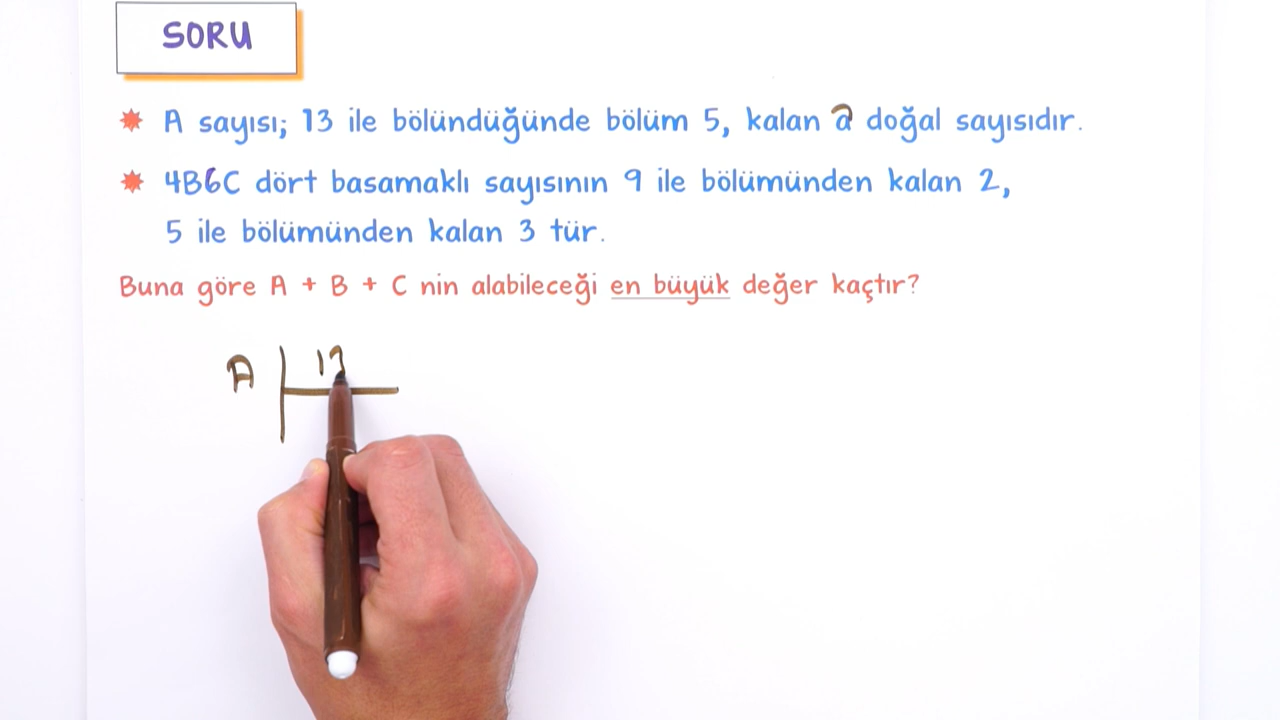 SORU
A sayısı; 13 ile bölündüğünde bölüm 5, kalan a doğal sayısıdır.
4B6C dört basamaklı sayısının 9 ile bölümünden kalan 2,
5 ile bölümünden kalan 3 tür.
Buna göre A + B + C nin alabileceği en büyük değer kaçtır?
A 13